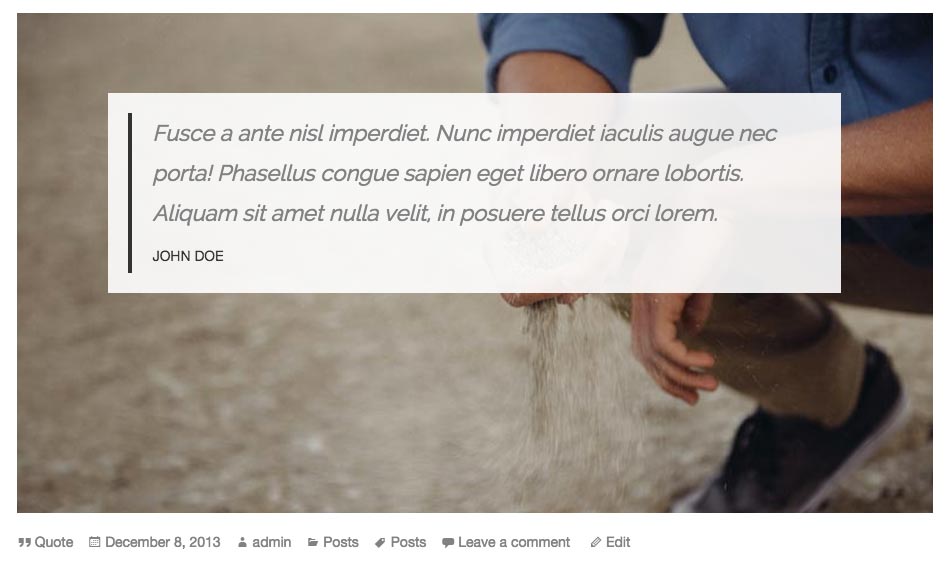 Fusce a ante nisl imperdiet. Nunc imperdiet iaculis augue nec
porta! Phasellus congue sapien eget libero ornare lobortis.
Aliquam sit amet nulla velit, in posuere tellus orci lorem.
JOHN DOE
Quote December 8, 2013 admin Posts Posts Leave a comment Edit